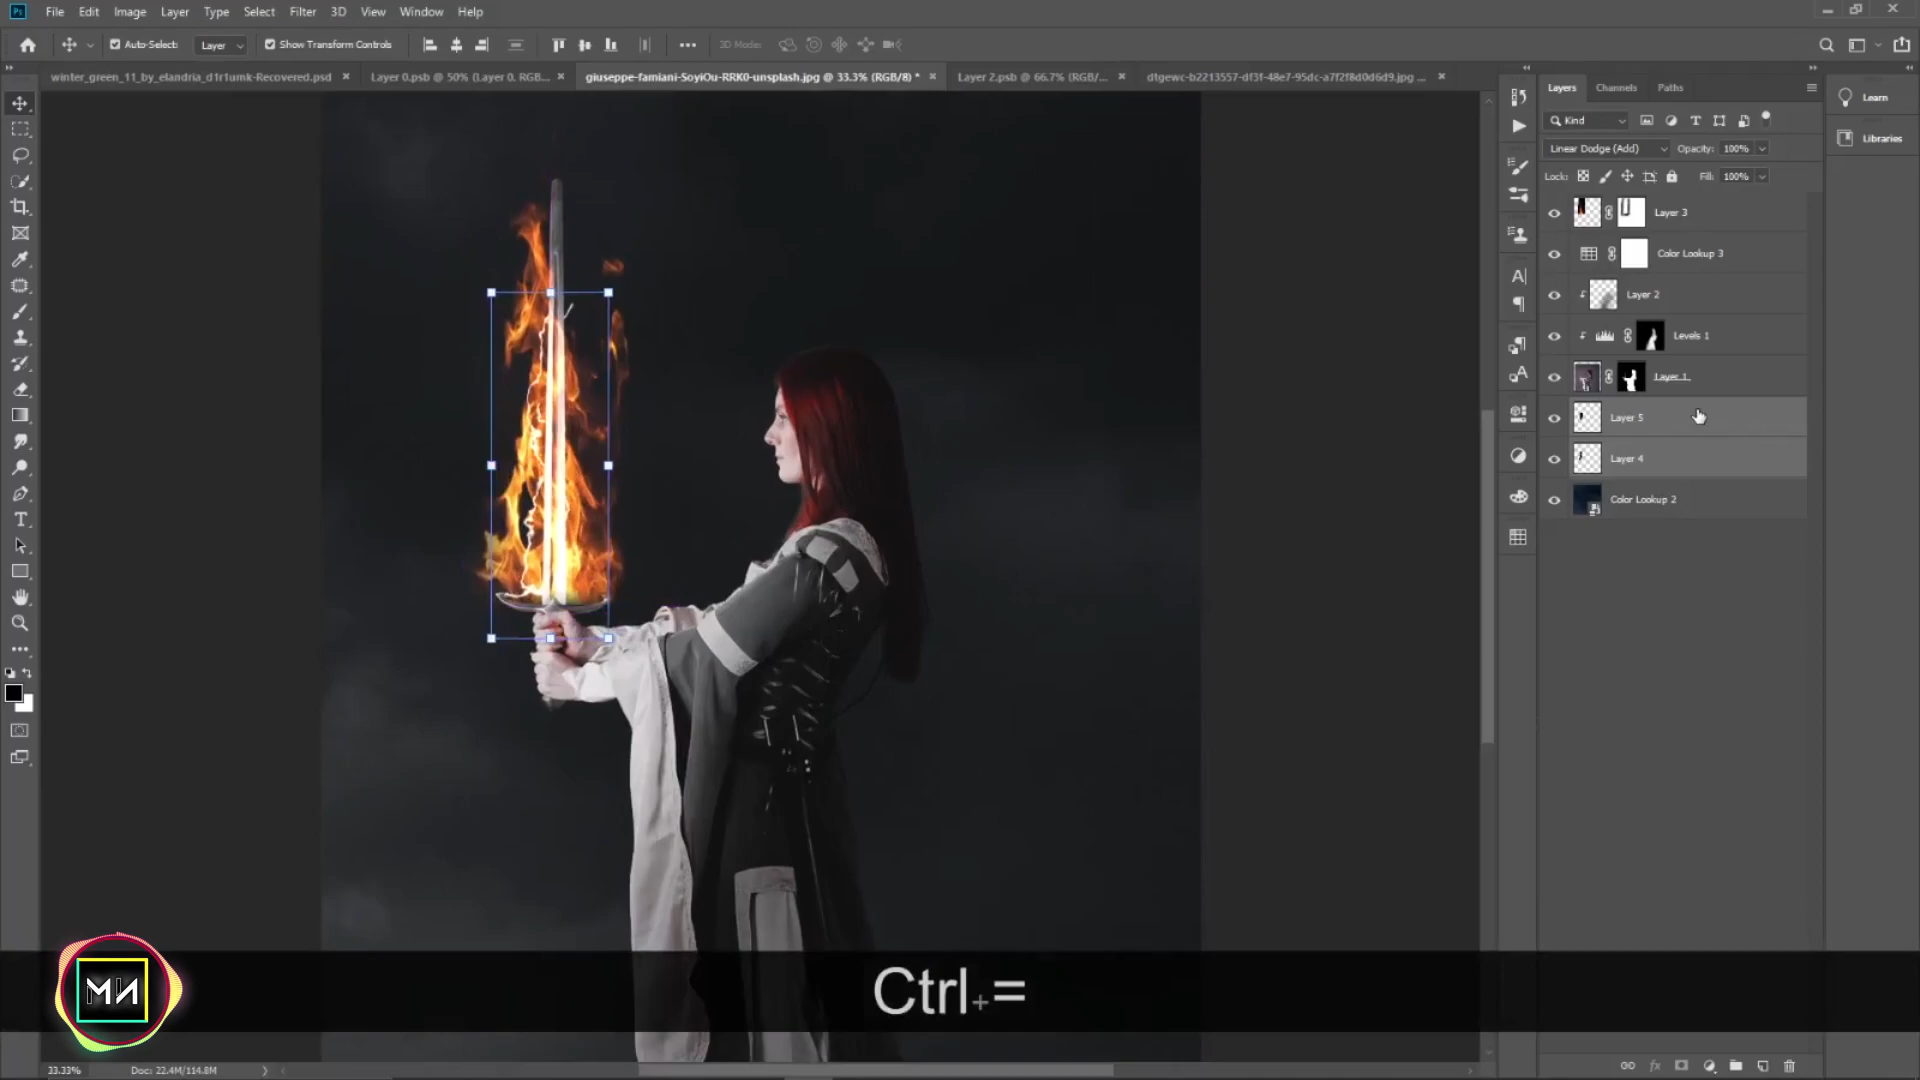 Ps File Edit Image Layer Type Select Filter 3D View Window Help
Auto-Select: Layer Show Transform Controls 3D Mode:
winter_green_11_by_elandria_d1r1umk-Recovered.psd Layer 0.psb @ 50% (Layer 0, RGB... giuseppe-famiani-SoyiOu-RRK0-unsplash.jpg @ 33.3% (RGB/8) * Layer 2.psb @ 66.7% (RGB/... dtgewc-b2213557-df3f-48e7-95dc-a7f2f8d0d6d9.jpg ...
Layers Channels Paths
Learn
Kind
Libraries
Linear Dodge (Add) Opacity: 100%
Lock: Fill: 100%
Layer 3
Color Lookup 3
Layer 2
Levels 1
Layer 1
Layer 5
Layer 4
Color Lookup 2
Ctrl + =
МИ
33.33% Doc: 22.4M/114.8M
fx